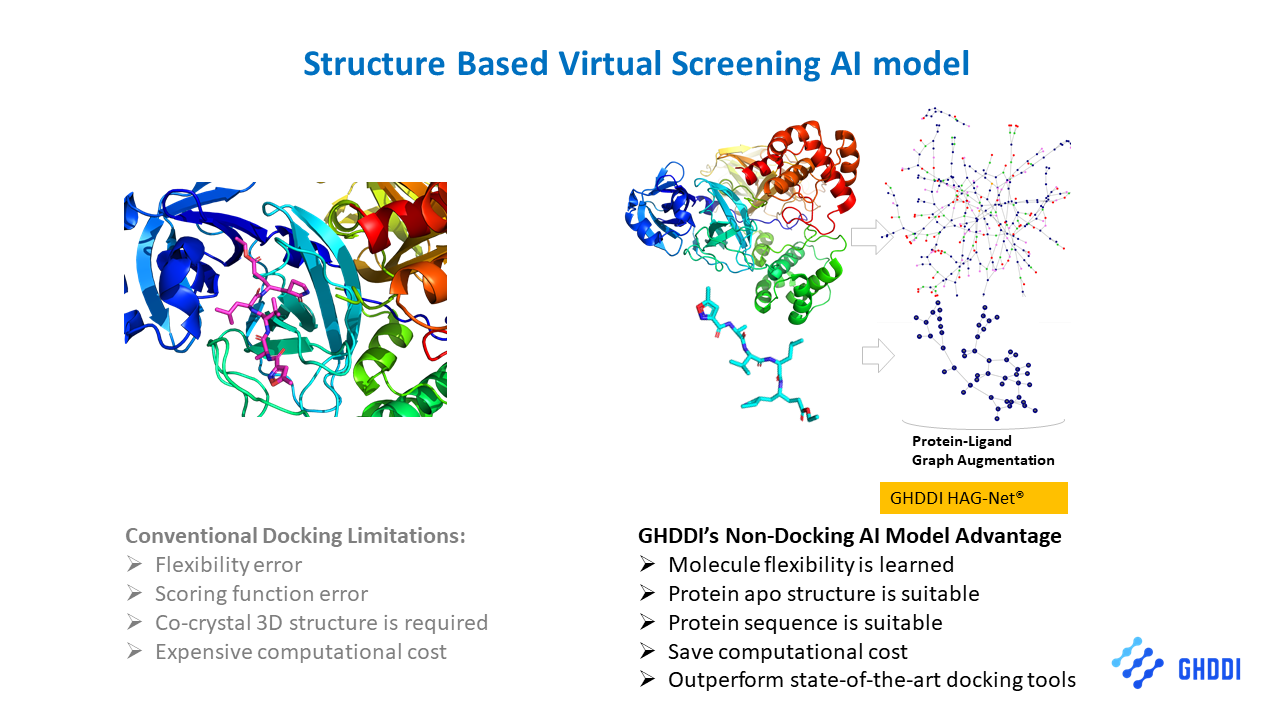 Structure Based Virtual Screening AI model
Protein-Ligand
Graph Augmentation
GHDDI HAG-Net®
Conventional Docking Limitations:
➢ Flexibility error
➢ Scoring function error
➢ Co-crystal 3D structure is required
➢ Expensive computational cost
GHDDI’s Non-Docking AI Model Advantage
➢ Molecule flexibility is learned
➢ Protein apo structure is suitable
➢ Protein sequence is suitable
➢ Save computational cost
➢ Outperform state-of-the-art docking tools
GHDDI